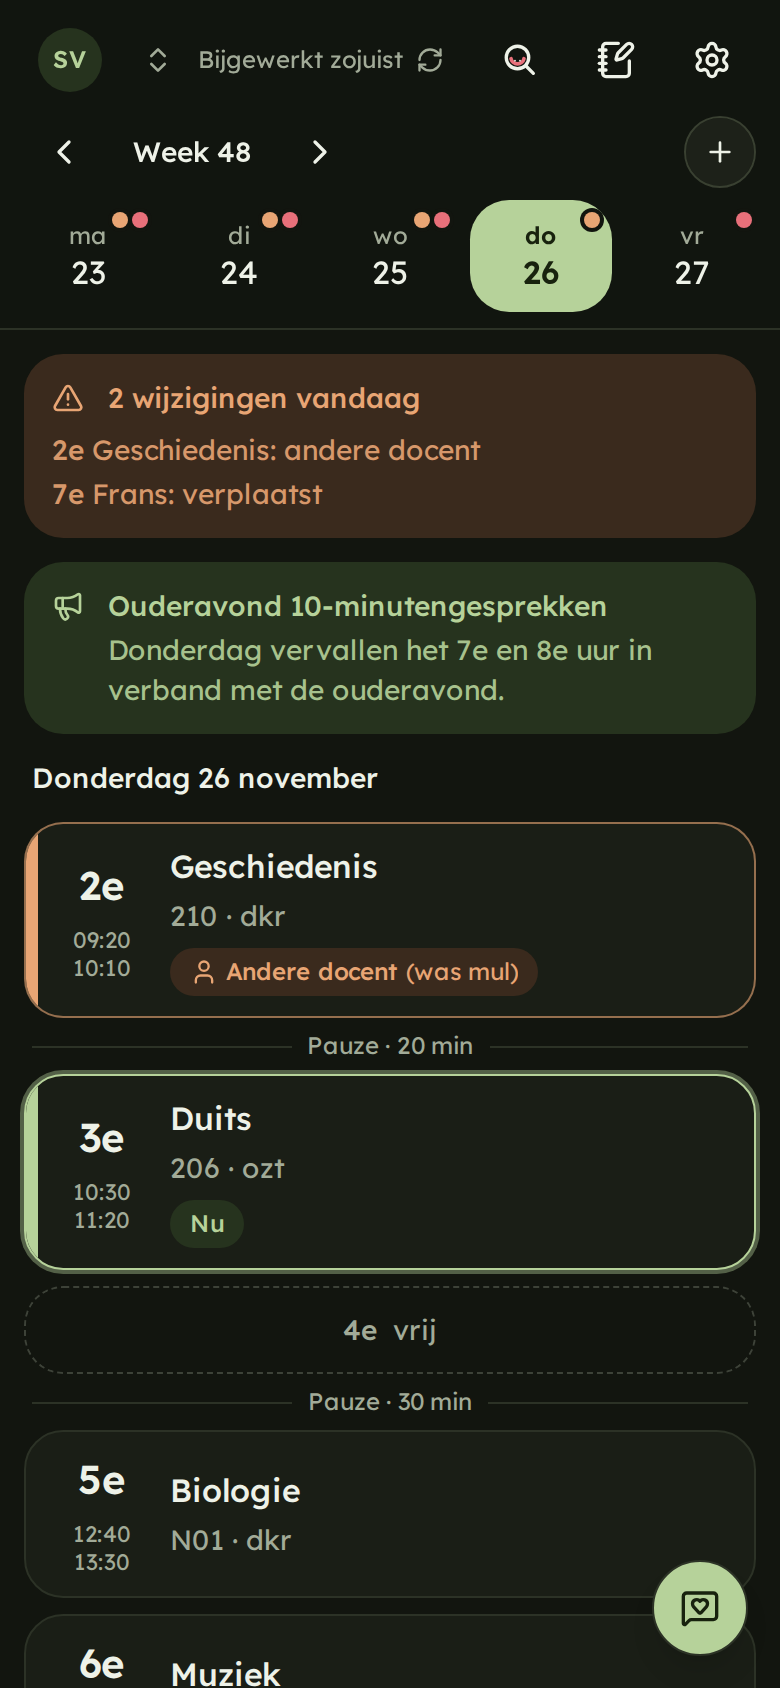 SV
Bijgewerkt zojuist
Week 48
ma di wo do vr
23 24 25 26 27
2 wijzigingen vandaag
2e Geschiedenis: andere docent
7e Frans: verplaatst
Ouderavond 10-minutengesprekken
Donderdag vervallen het 7e en 8e uur in
verband met de ouderavond.
Donderdag 26 november
2e
09:20
10:10
Geschiedenis
210 · dkr
Andere docent (was mul)
Pauze · 20 min
3e
10:30
11:20
Duits
206 · ozt
Nu
4e vrij
Pauze · 30 min
5e
12:40
13:30
Biologie
N01 · dkr
6e
Muziek